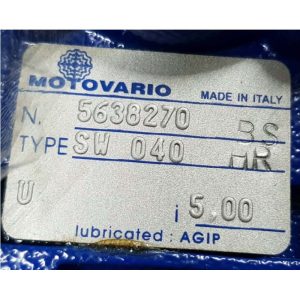 MOTOVARIO
MADE IN ITALY
N. 5638270 BS
TYPE SW 040 HR
U i 5.00
lubricated : AGIP